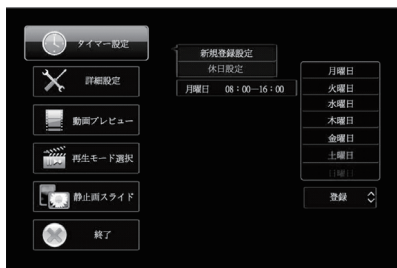 タイマー設定
詳細設定
動画プレビュー
再生モード選択
静止画スライド
終了
新規登録設定
休日設定
月曜日 08：00—16：00
月曜日
火曜日
水曜日
木曜日
金曜日
土曜日
日曜日
登録